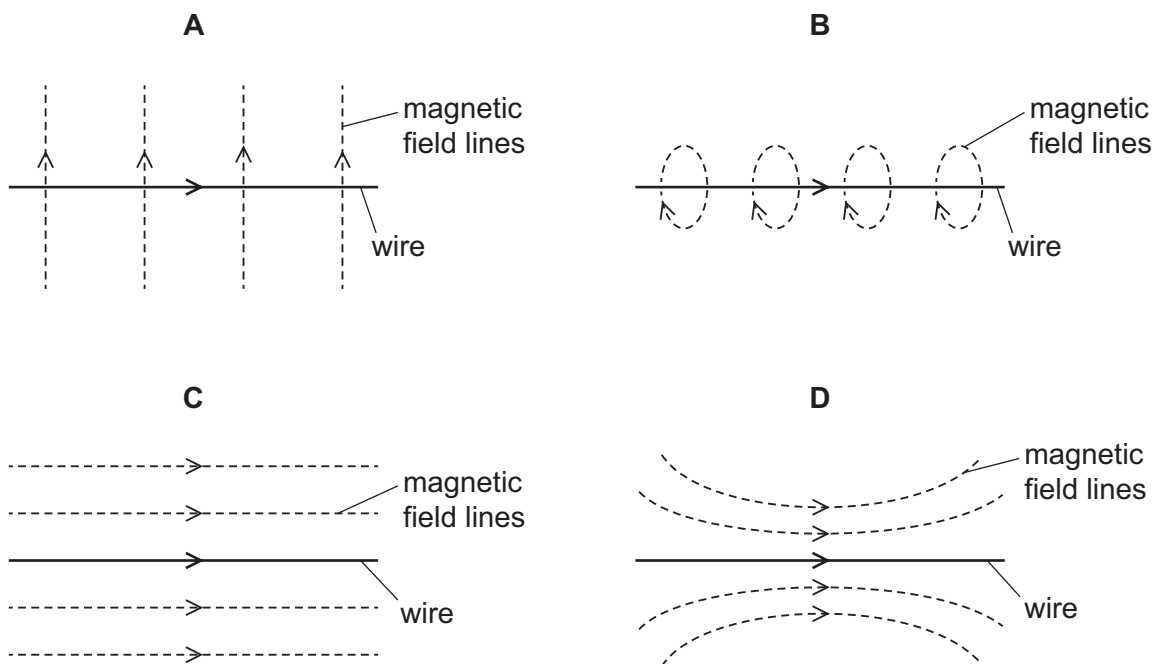 A
magnetic
field lines
wire
B
magnetic
field lines
wire
C
magnetic
field lines
wire
D
magnetic
field lines
wire